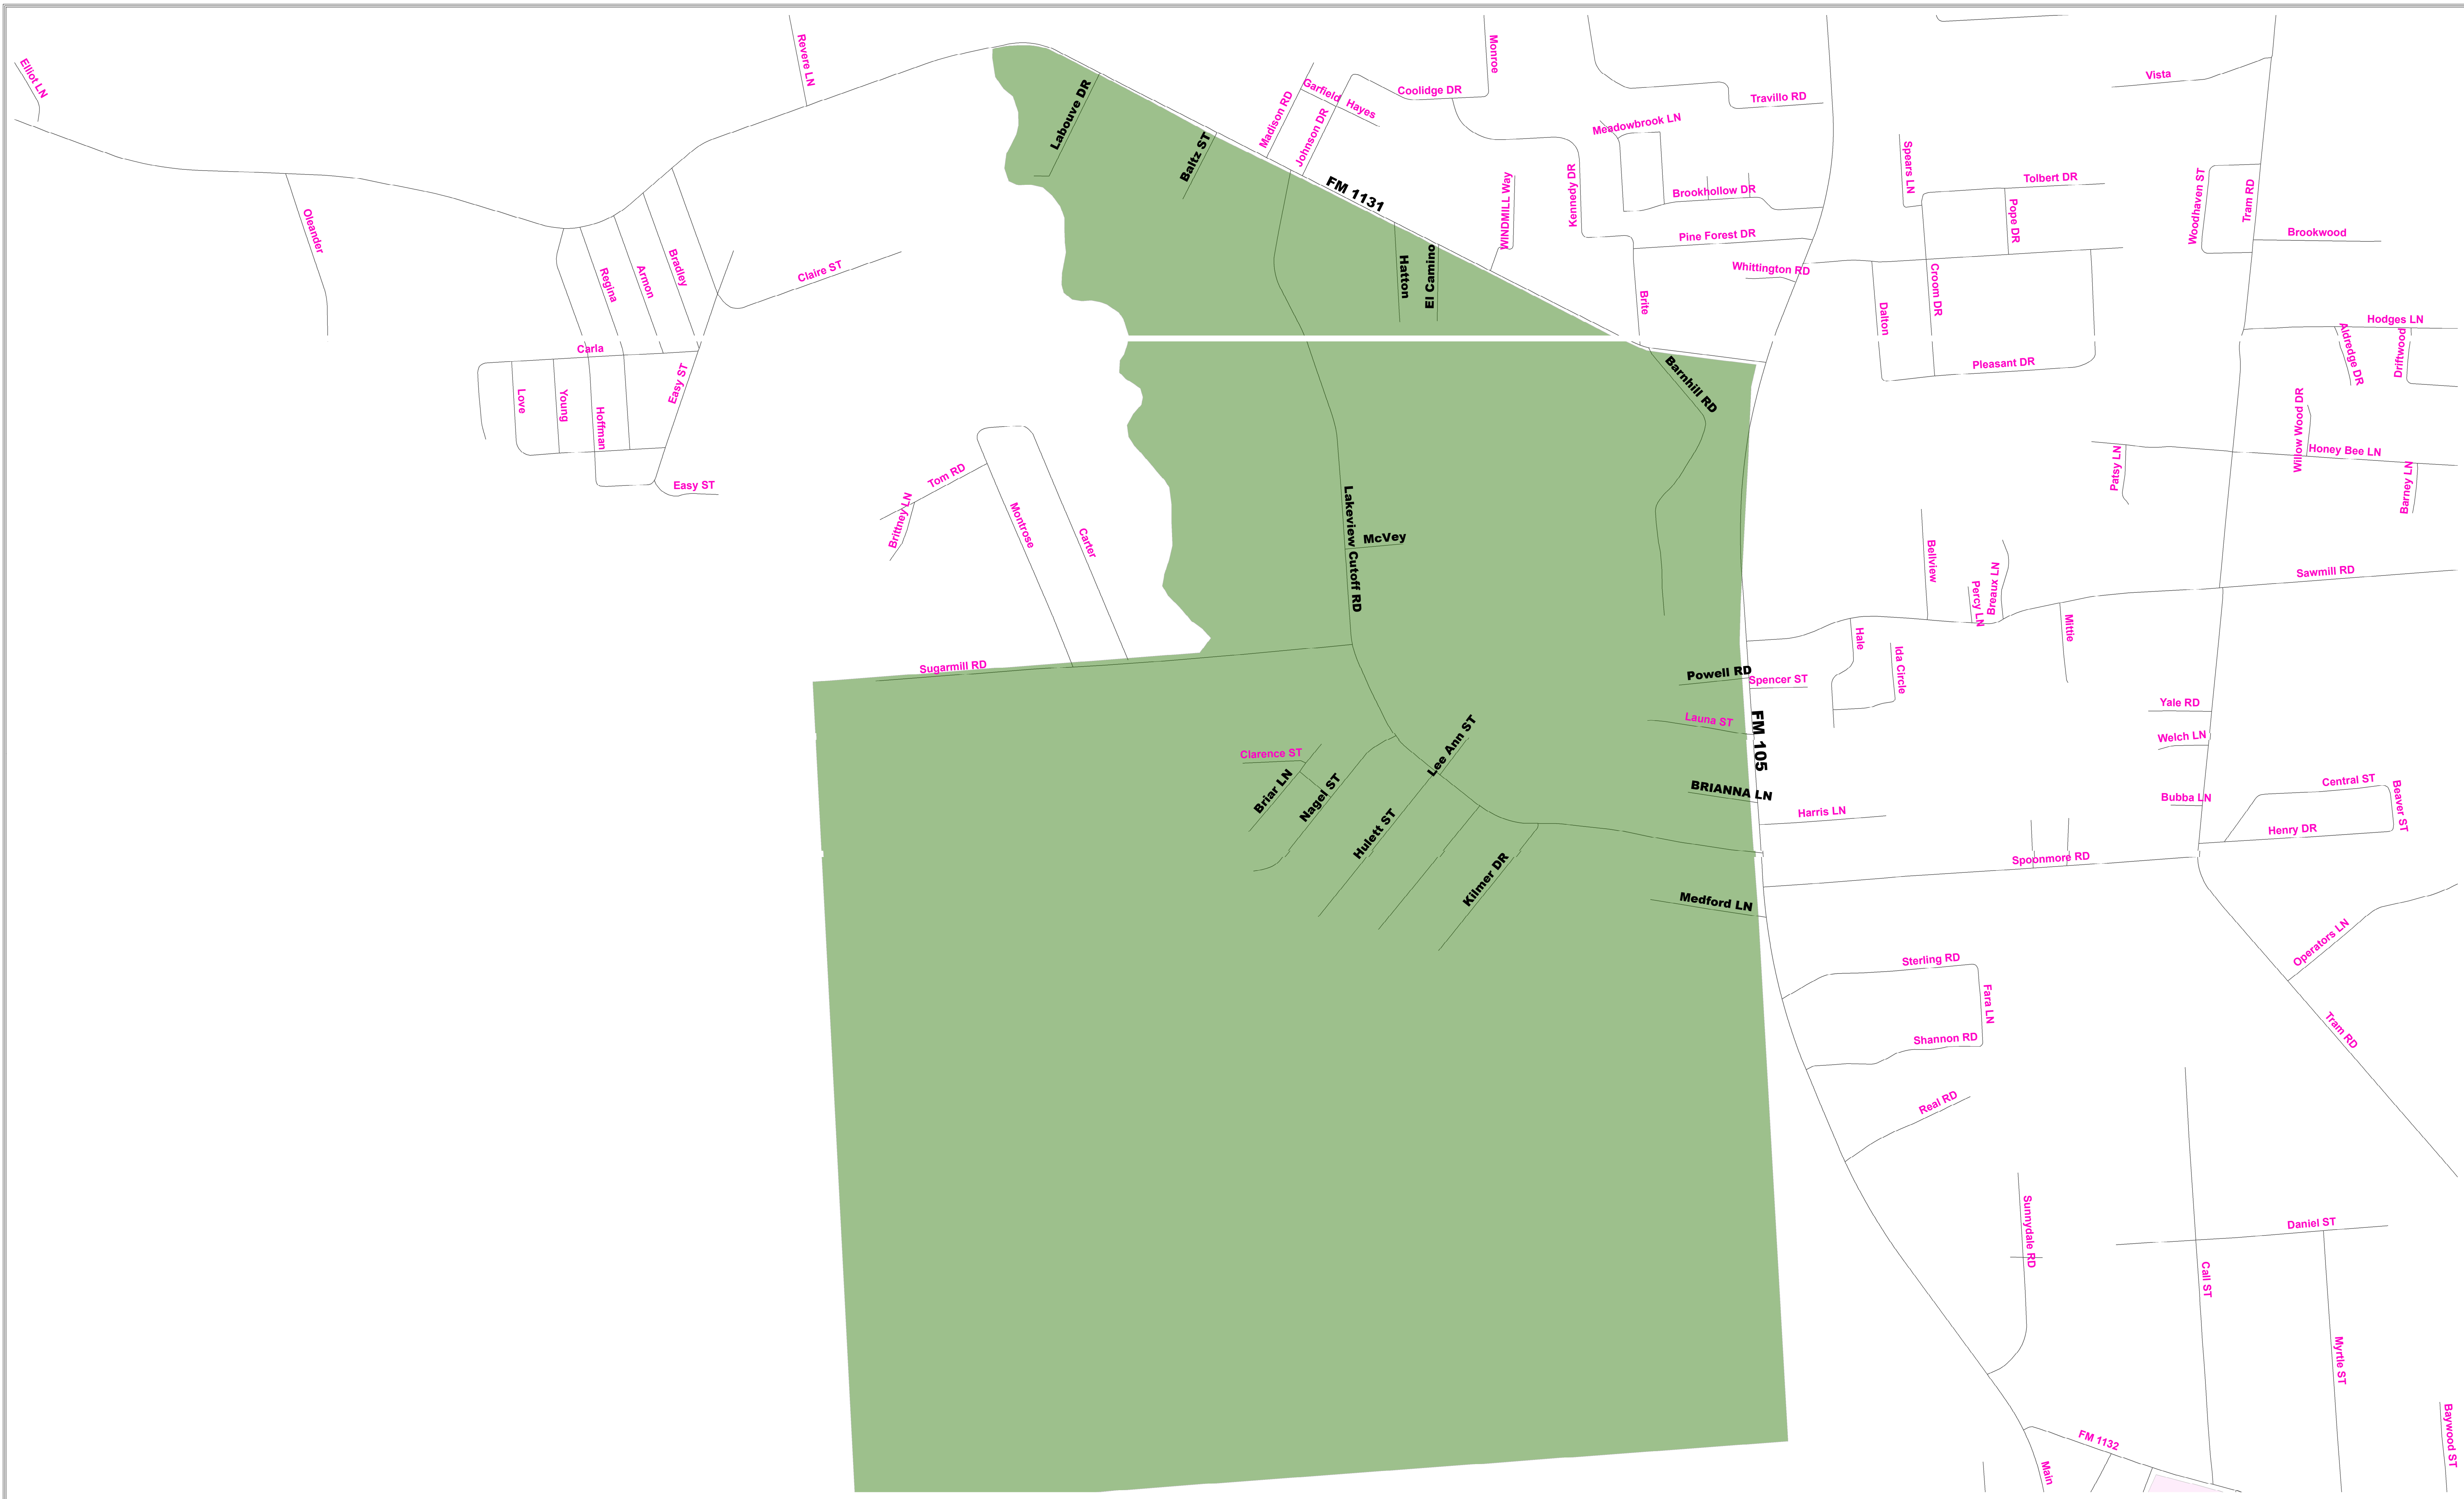 Elliot LN
Revere LN
Oleander
Regina
Armon
Bradley
Claire ST
Carla
Love
Young
Hoffman
Easy ST
Easy ST
Tom RD
Brittney LN
Montrose
Carter
Sugarmill RD
Labouve DR
Baltz ST
Madison RD
Garfield
Hayes
Johnson DR
Coolidge DR
Monroe
FM 1131
WINDMILL Way
Kennedy DR
Hatton
El Camino
Meadowbrook LN
Travillo RD
Brookhollow DR
Pine Forest DR
Whittington RD
Brite
Barnhill RD
Lakeview Cutoff RD
McVey
Powell RD
Spencer ST
Launa ST
FM 105
BRIANNA LN
Clarence ST
Briar LN
Nagel ST
Lee Ann ST
Hulett ST
Kilmer DR
Medford LN
Vista
Spears LN
Tolbert DR
Pope DR
Woodhaven ST
Tram RD
Brookwood
Croom DR
Dalton
Pleasant DR
Hodges LN
Aldredge DR
Driftwood
Willow Wood DR
Honey Bee LN
Patsy LN
Barney LN
Bellview
Percy LN
Breaux LN
Sawmill RD
Mittie
Hale
Ida Circle
Yale RD
Welch LN
Central ST
Beaver ST
Bubba LN
Harris LN
Henry DR
Spoonmore RD
Operators LN
Sterling RD
Fara LN
Shannon RD
Tram RD
Real RD
Sunnydale RD
Daniel ST
Call ST
Myrtle ST
Baywood ST
FM 1132
Main